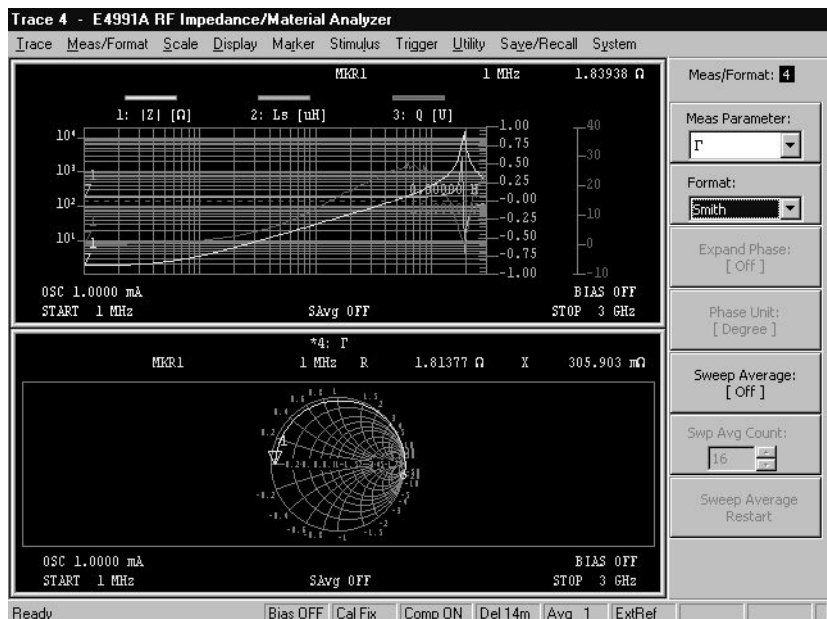 Trace 4 - E4991A RF Impedance/Material Analyzer
Trace Meas/Format Scale Display Marker Stimulus Trigger Utility Save/Recall System
MKR1 1 MHz 1.83938 Ω
1: |Z| [Ω] 2: Ls [uH] 3: Q [U]
10⁴ 1.00 40
0.75
0.50 30
10³ 1 0.25 20
0.00000 H
10² -0.00
-0.25 10
10¹ 1 -0.50 0
-0.75
-1.00 -10
OSC 1.0000 mA BIAS OFF
START 1 MHz SAvg OFF STOP 3 GHz
*4: Γ
MKR1 1 MHz R 1.81377 Ω X 305.903 mΩ
OSC 1.0000 mA BIAS OFF
START 1 MHz SAvg OFF STOP 3 GHz
Meas/Format: 4
Meas Parameter:
Γ
Format:
Smith
Expand Phase:
[ Off ]
Phase Unit:
[ Degree ]
Sweep Average:
[ Off ]
Swp Avg Count:
16
Sweep Average
Restart
Ready Bias OFF Cal Fix Comp ON Del 14m Avg 1 ExtRef